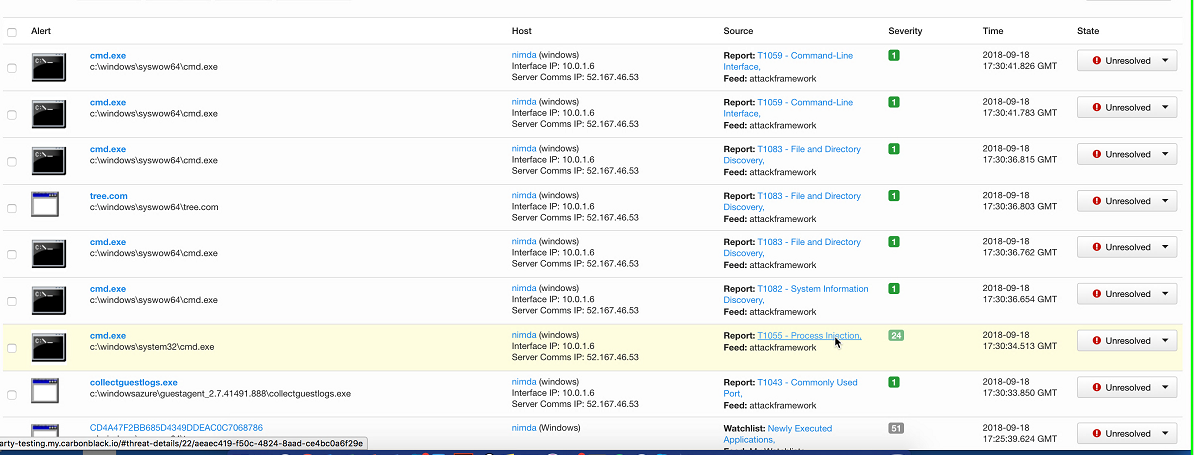 Alert Host Source Severity Time State
cmd.exe nimda (windows) Report: T1059 - Command-Line 1 2018-09-18 Unresolved
c:\windows\syswow64\cmd.exe Interface IP: 10.0.1.6 Interface, 17:30:41.826 GMT
Server Comms IP: 52.167.46.53 Feed: attackframework
cmd.exe nimda (windows) Report: T1059 - Command-Line 1 2018-09-18 Unresolved
c:\windows\syswow64\cmd.exe Interface IP: 10.0.1.6 Interface, 17:30:41.783 GMT
Server Comms IP: 52.167.46.53 Feed: attackframework
cmd.exe nimda (windows) Report: T1083 - File and Directory 1 2018-09-18 Unresolved
c:\windows\syswow64\cmd.exe Interface IP: 10.0.1.6 Discovery, 17:30:36.815 GMT
Server Comms IP: 52.167.46.53 Feed: attackframework
tree.com nimda (windows) Report: T1083 - File and Directory 1 2018-09-18 Unresolved
c:\windows\syswow64\tree.com Interface IP: 10.0.1.6 Discovery, 17:30:36.803 GMT
Server Comms IP: 52.167.46.53 Feed: attackframework
cmd.exe nimda (windows) Report: T1083 - File and Directory 1 2018-09-18 Unresolved
c:\windows\syswow64\cmd.exe Interface IP: 10.0.1.6 Discovery, 17:30:36.762 GMT
Server Comms IP: 52.167.46.53 Feed: attackframework
cmd.exe nimda (windows) Report: T1082 - System Information 1 2018-09-18 Unresolved
c:\windows\syswow64\cmd.exe Interface IP: 10.0.1.6 Discovery, 17:30:36.654 GMT
Server Comms IP: 52.167.46.53 Feed: attackframework
cmd.exe nimda (windows) Report: T1055 - Process Injection, 24 2018-09-18 Unresolved
c:\windows\system32\cmd.exe Interface IP: 10.0.1.6 Feed: attackframework 17:30:34.513 GMT
Server Comms IP: 52.167.46.53
collectguestlogs.exe nimda (windows) Report: T1043 - Commonly Used 1 2018-09-18 Unresolved
c:\windowsazure\guestagent_2.7.41491.888\collectguestlogs.exe Interface IP: 10.0.1.6 Port, 17:30:33.850 GMT
Server Comms IP: 52.167.46.53 Feed: attackframework
CD4A47F2BB685D4349DDEAC0C7068786 nimda (Windows) Watchlist: Newly Executed 51 2018-09-18 Unresolved
Applications, 17:25:39.624 GMT
arty-testing.my.carbonblack.io/#threat-details/22/aeaec419-f50c-4824-8aad-ce4bc0a6f29e